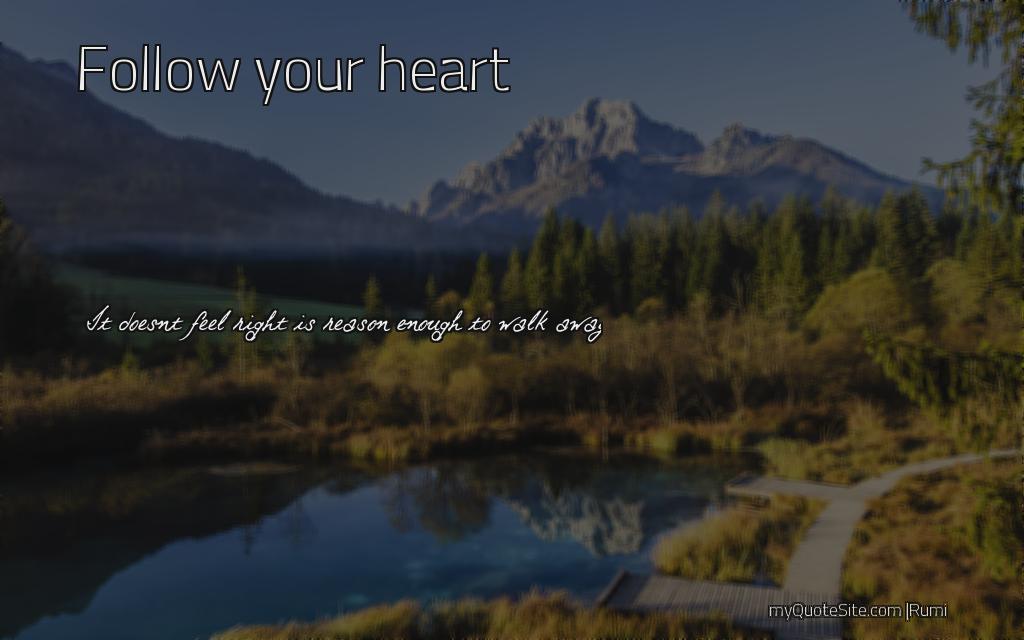 Follow your heart
It doesnt feel right is reason enough to walk away
myQuoteSite.com |Rumi